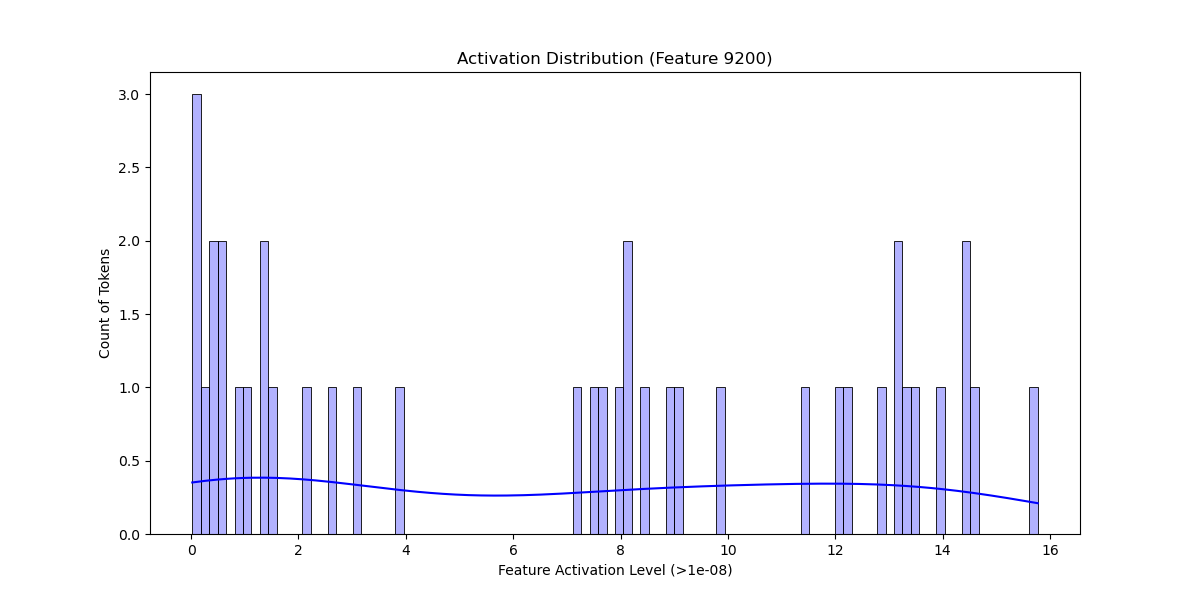 Activation Distribution (Feature 9200)
Count of Tokens
3.0
2.5
2.0
1.5
1.0
0.5
0.0
0 2 4 6 8 10 12 14 16
Feature Activation Level (>1e-08)